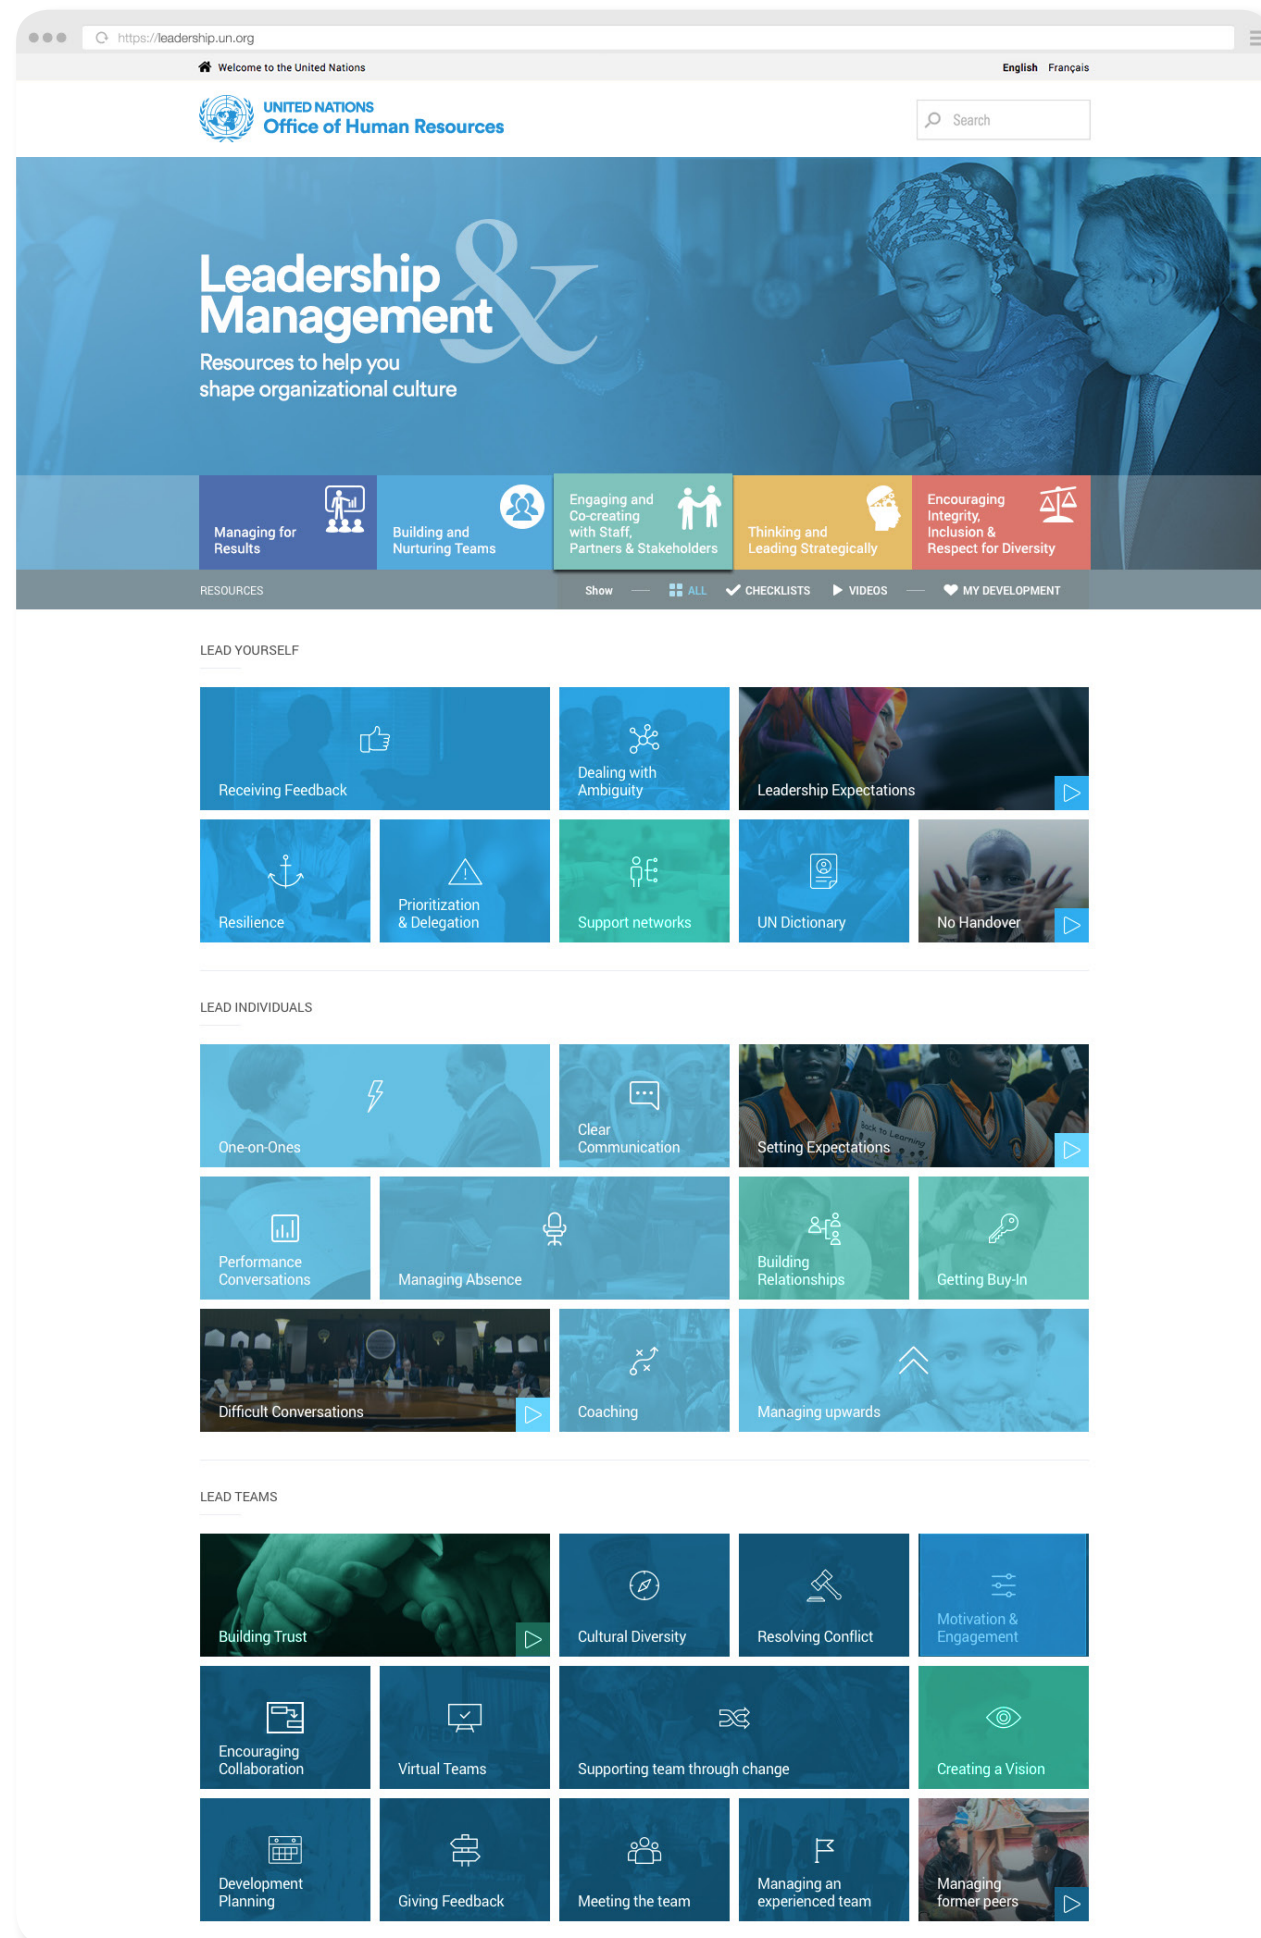 https://leadership.un.org
Welcome to the United Nations
English Français
UNITED NATIONS
Office of Human Resources
Search
Leadership &
Management
Resources to help you
shape organizational culture
Managing for
Results
Building and
Nurturing Teams
Engaging and
Co-creating
with Staff,
Partners & Stakeholders
Thinking and
Leading Strategically
Encouraging
Integrity,
Inclusion &
Respect for Diversity
RESOURCES
Show ALL CHECKLISTS VIDEOS MY DEVELOPMENT
LEAD YOURSELF
Receiving Feedback
Dealing with
Ambiguity
Leadership Expectations
Resilience
Prioritization
& Delegation
Support networks
UN Dictionary
No Handover
LEAD INDIVIDUALS
One-on-Ones
Clear
Communication
Back to Learning
Setting Expectations
Performance
Conversations
Managing Absence
Building
Relationships
Getting Buy-In
Difficult Conversations
Coaching
Managing upwards
LEAD TEAMS
Building Trust
Cultural Diversity
Resolving Conflict
Motivation &
Engagement
Encouraging
Collaboration
Virtual Teams
Supporting team through change
Creating a Vision
Development
Planning
Giving Feedback
Meeting the team
Managing an
experienced team
Managing
former peers